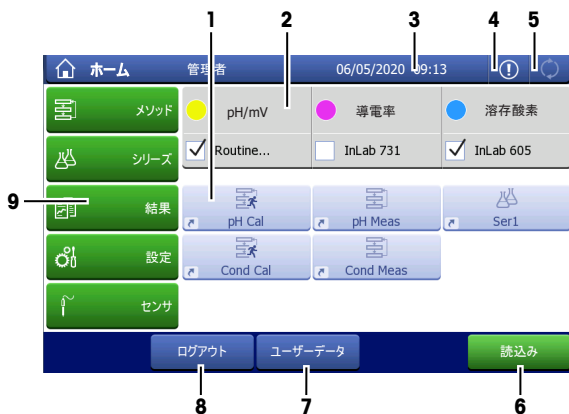 1 2 3 4 5
ホーム 管理者 06/05/2020 09:13
メソッド pH/mV 導電率 溶存酸素
シリーズ Routine... InLab 731 InLab 605
9
結果 pH Cal pH Meas Ser1
設定 Cond Cal Cond Meas
センサ
ログアウト ユーザーデータ 読込み
8 7 6